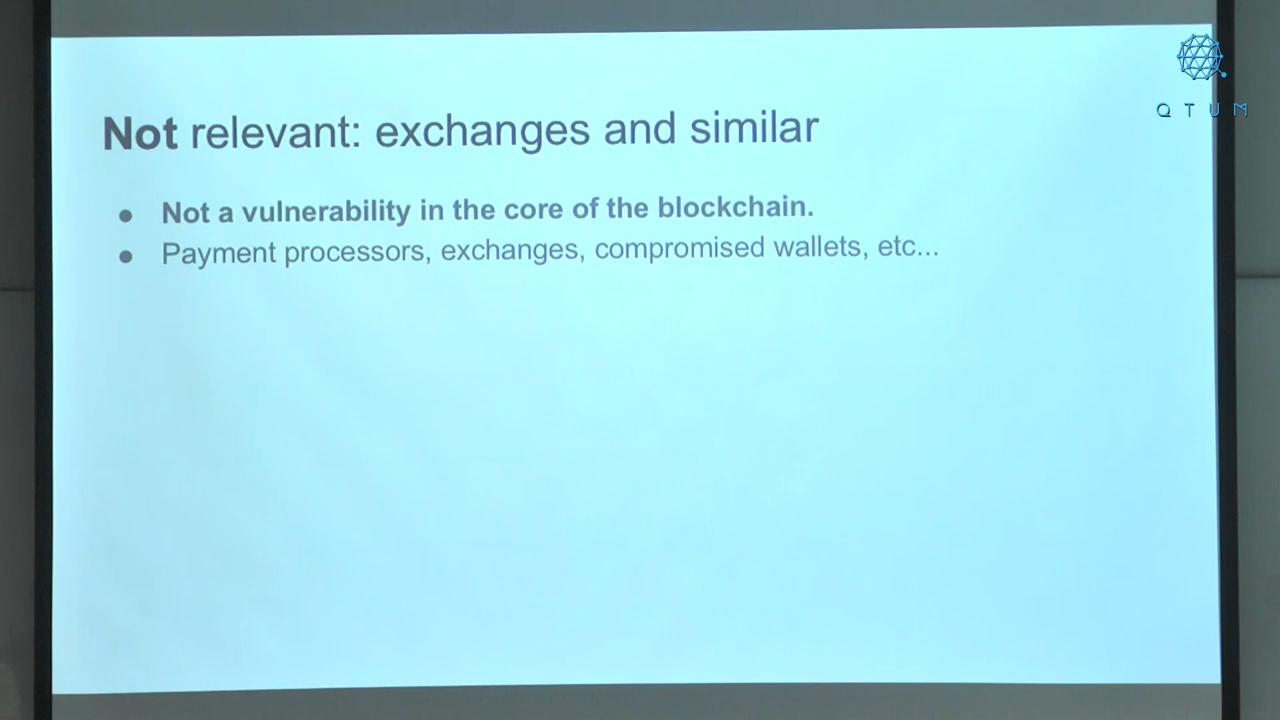 QTUM
Not relevant: exchanges and similar
● Not a vulnerability in the core of the blockchain.
● Payment processors, exchanges, compromised wallets, etc...